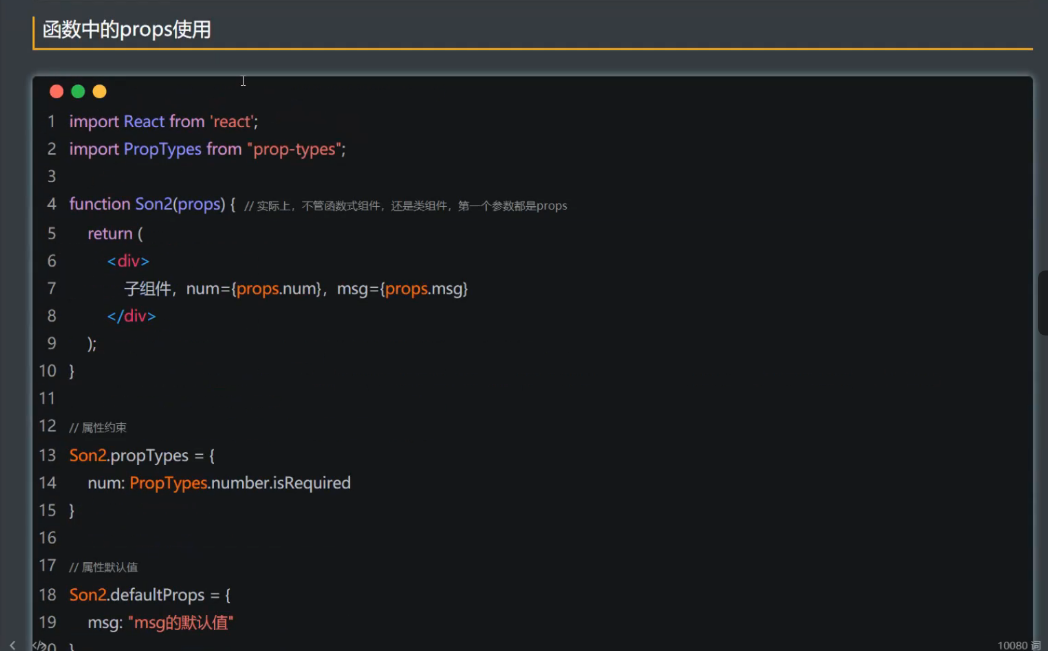 函数中的props使用
1 import React from 'react';
2 import PropTypes from "prop-types";
3
4 function Son2(props) { // 实际上，不管函数式组件，还是类组件，第一个参数都是props
5 return (
6 <div>
7 子组件，num={props.num}，msg={props.msg}
8 </div>
9 );
10 }
11
12 // 属性约束
13 Son2.propTypes = {
14 num: PropTypes.number.isRequired
15 }
16
17 // 属性默认值
18 Son2.defaultProps = {
19 msg: "msg的默认值"
20 }
10080 词